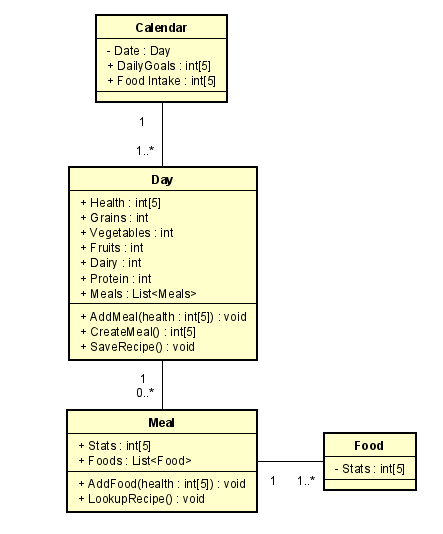 Calendar
- Date : Day
+ DailyGoals : int[5]
+ Food Intake : int[5]
1
1..*
Day
+ Health : int[5]
+ Grains : int
+ Vegetables : int
+ Fruits : int
+ Dairy : int
+ Protein : int
+ Meals : List<Meals>
+ AddMeal(health : int[5]) : void
+ CreateMeal() : int[5]
+ SaveRecipe() : void
1
0..*
Meal
+ Stats : int[5]
+ Foods : List<Food>
+ AddFood(health : int[5]) : void
+ LookupRecipe() : void
1 1..*
Food
- Stats : int[5]